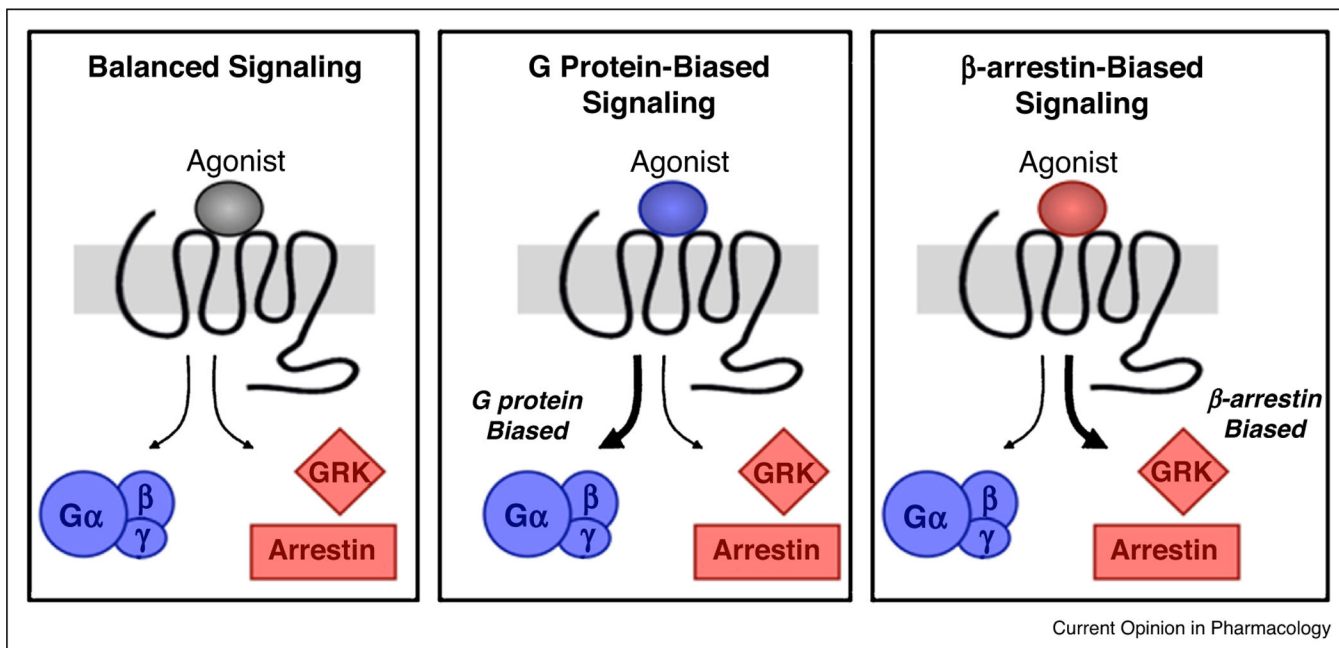 Balanced Signaling
Agonist
Gα
β
γ
GRK
Arrestin
G Protein-Biased
Signaling
Agonist
G protein
Biased
Gα
β
γ
GRK
Arrestin
β-arrestin-Biased
Signaling
Agonist
β-arrestin
Biased
Gα
β
γ
GRK
Arrestin
Current Opinion in Pharmacology